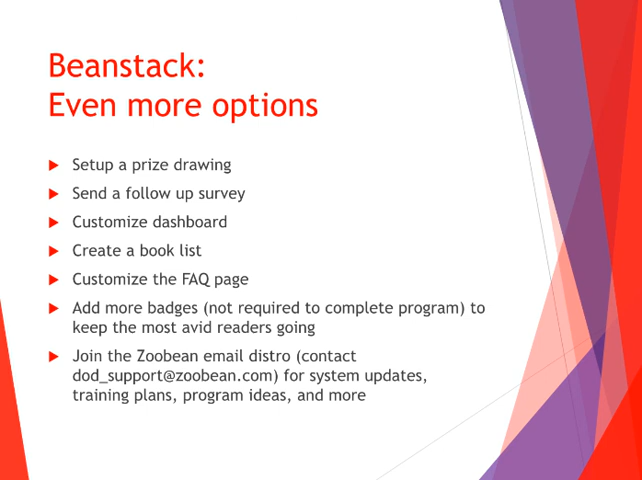 Beanstack:
Even more options
Setup a prize drawing
Send a follow up survey
Customize dashboard
Create a book list
Customize the FAQ page
Add more badges (not required to complete program) to
keep the most avid readers going
Join the Zoobean email distro (contact
dod_support@zoobean.com) for system updates,
training plans, program ideas, and more